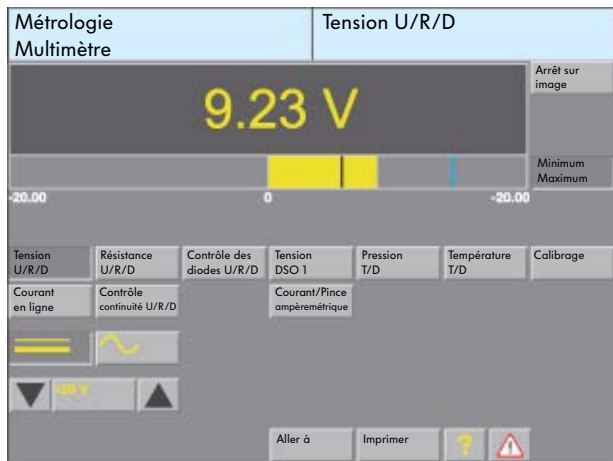 Métrologie
Multimètre
Tension U/R/D
Arrêt sur
image
9.23 V
Minimum
Maximum
-20.00
0
-20.00
Tension
U/R/D
Résistance
U/R/D
Contrôle des
diodes U/R/D
Tension
DSO 1
Pression
T/D
Température
T/D
Calibrage
Courant
en ligne
Contrôle
continuité U/R/D
Courant/Pince
ampèremétrique
Aller à
Imprimer
?